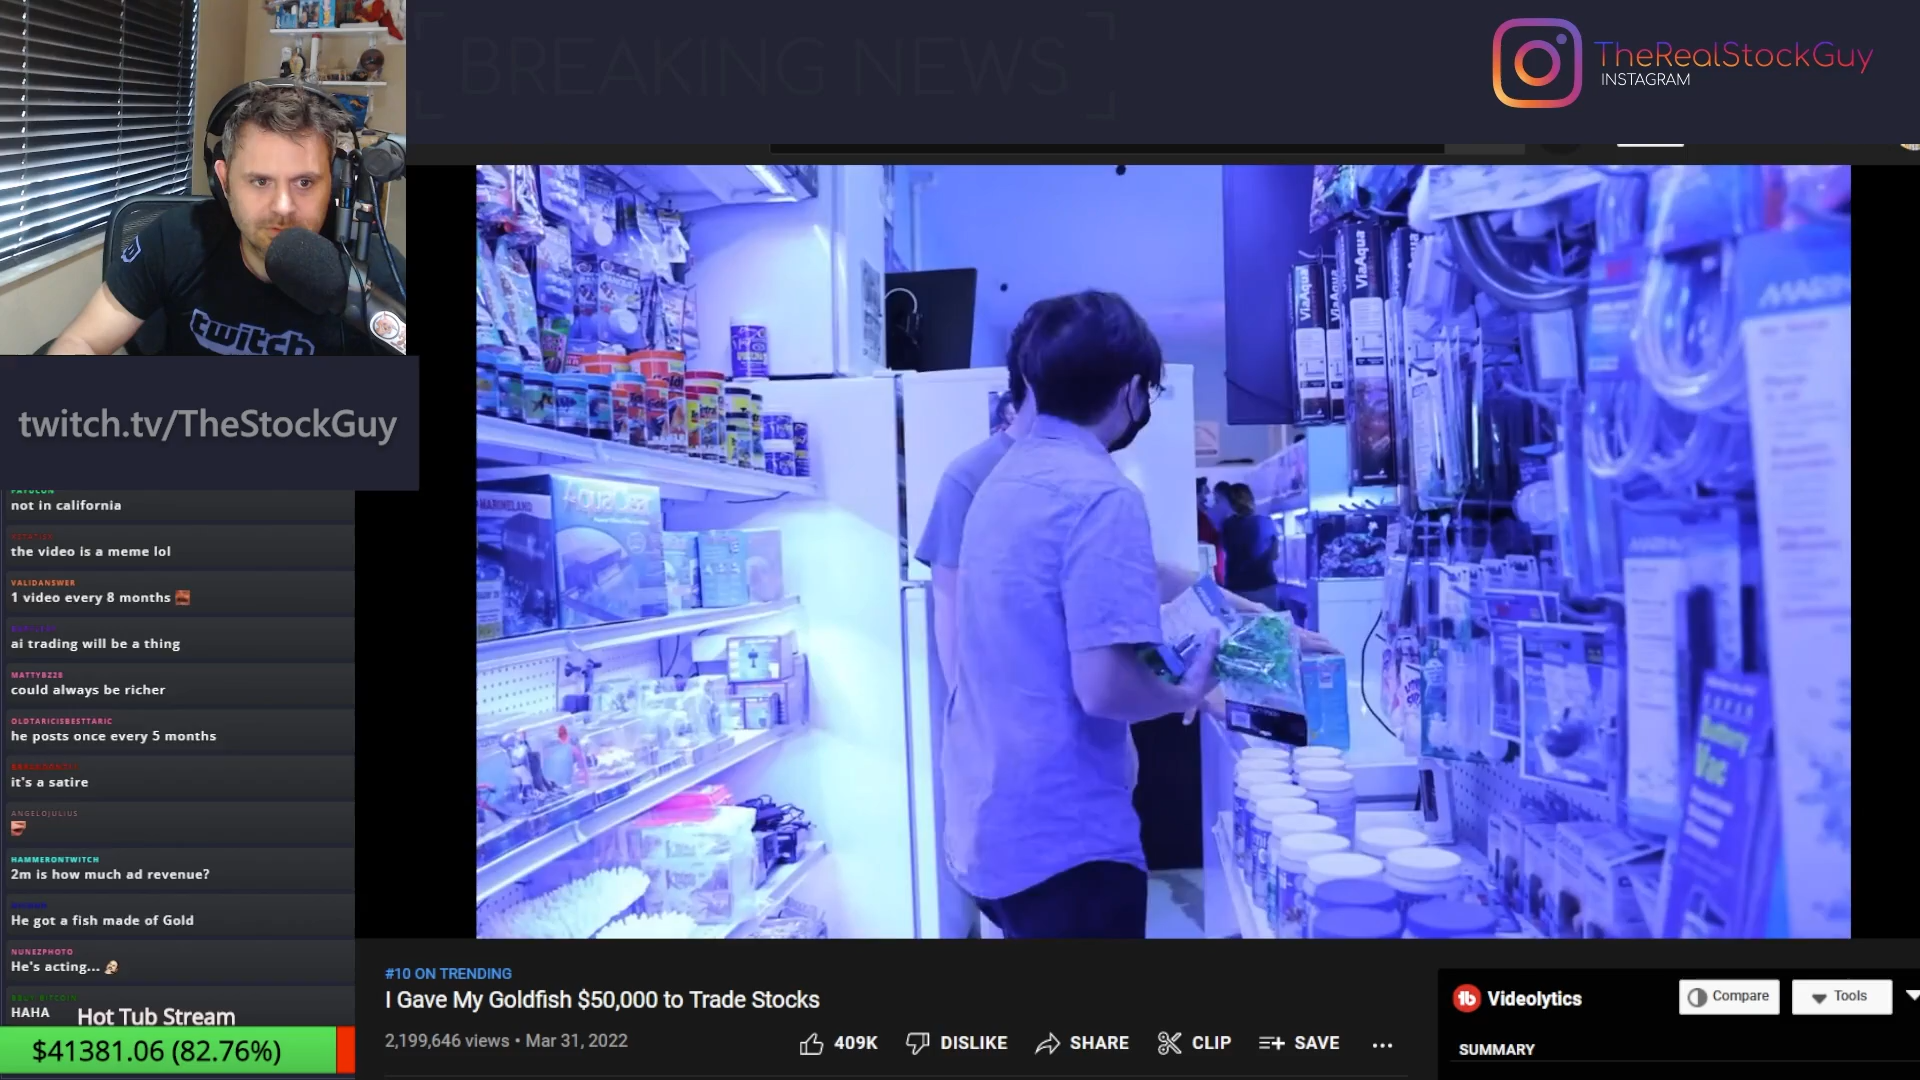 BREAKING NEWS
TheRealStockGuy
INSTAGRAM
twitch
twitch.tv/TheStockGuy
not in california
the video is a meme lol
VALIDANSWER
1 video every 8 months
ai trading will be a thing
MATTYBZ28
could always be richer
OLDTARICISBESTTARIC
he posts once every 5 months
it's a satire
ANGELOJULIUS
HAMMERONTWITCH
2m is how much ad revenue?
He got a fish made of Gold
NUNEZPHOTO
He's acting...
HAHA
Hot Tub Stream
$41381.06 (82.76%)
MARINELAND
AquaClear
ViaAqua
ViaAqua
ViaAqua
#10 ON TRENDING
I Gave My Goldfish $50,000 to Trade Stocks
2,199,646 views • Mar 31, 2022
409K
DISLIKE
SHARE
CLIP
SAVE
Videolytics
Compare
Tools
SUMMARY